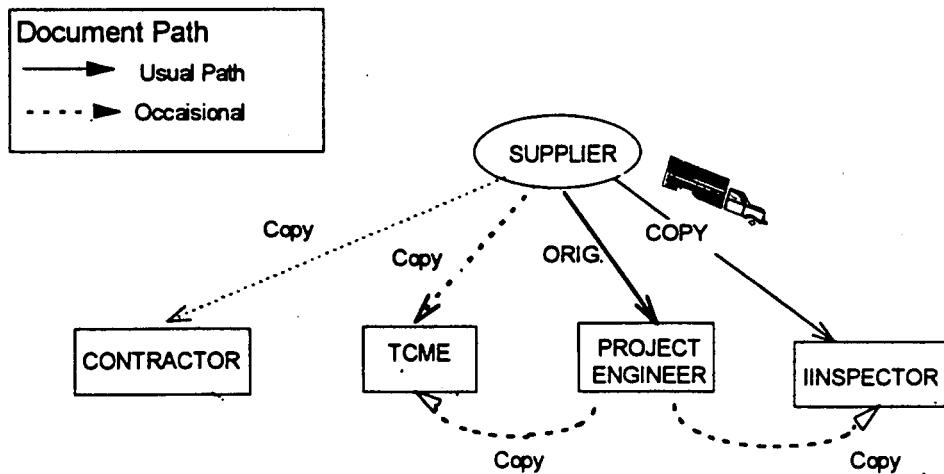 Document Path
Usual Path
Occaisional
SUPPLIER
Copy
Copy
ORIG.
COPY
CONTRACTOR
TCME
PROJECT
ENGINEER
IINSPECTOR
Copy
Copy